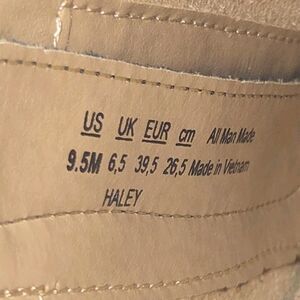 US UK EUR cm All Man Made
9.5M 6,5 39,5 26,5 Made in Vietnam
HALEY